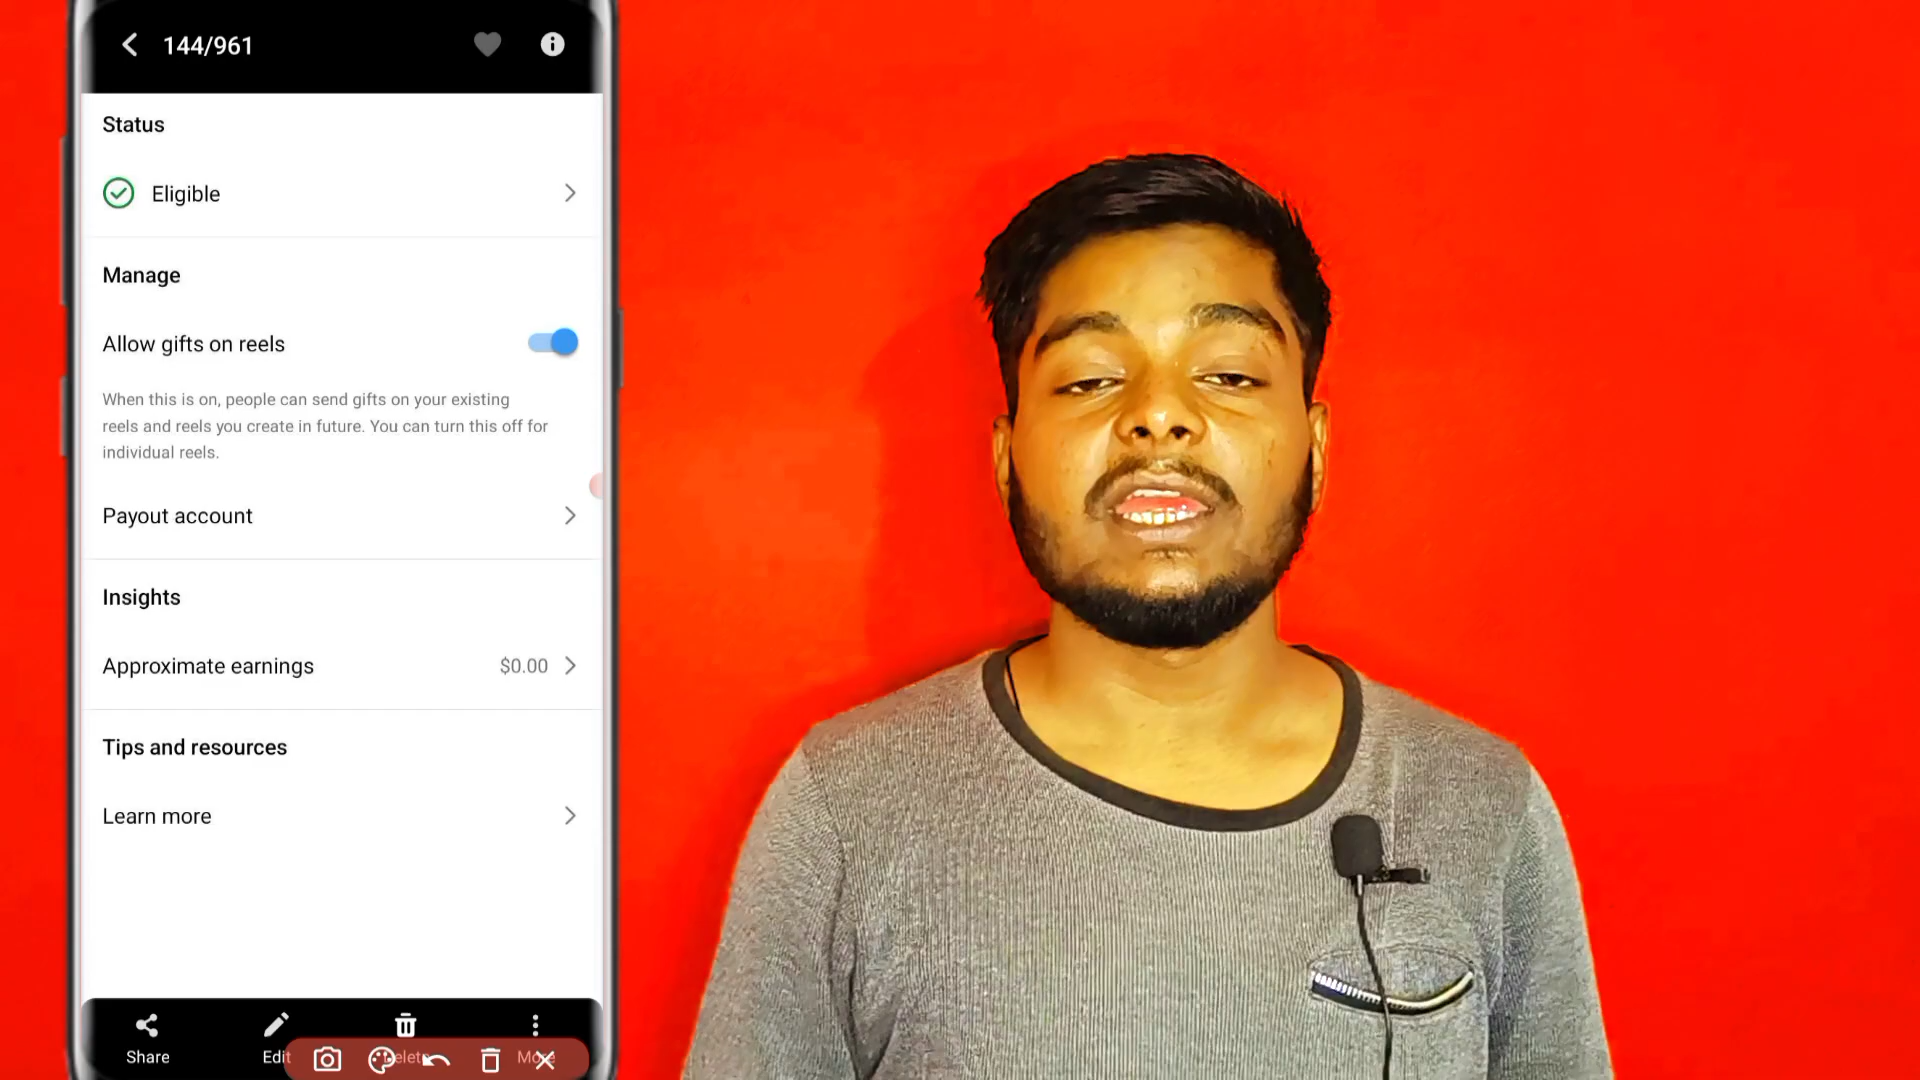 144/961
Status
Eligible
Manage
Allow gifts on reels
When this is on, people can send gifts on your existing
reels and reels you create in future. You can turn this off for
individual reels.
Payout account
Insights
Approximate earnings $0.00
Tips and resources
Learn more
Share Edit Delete More